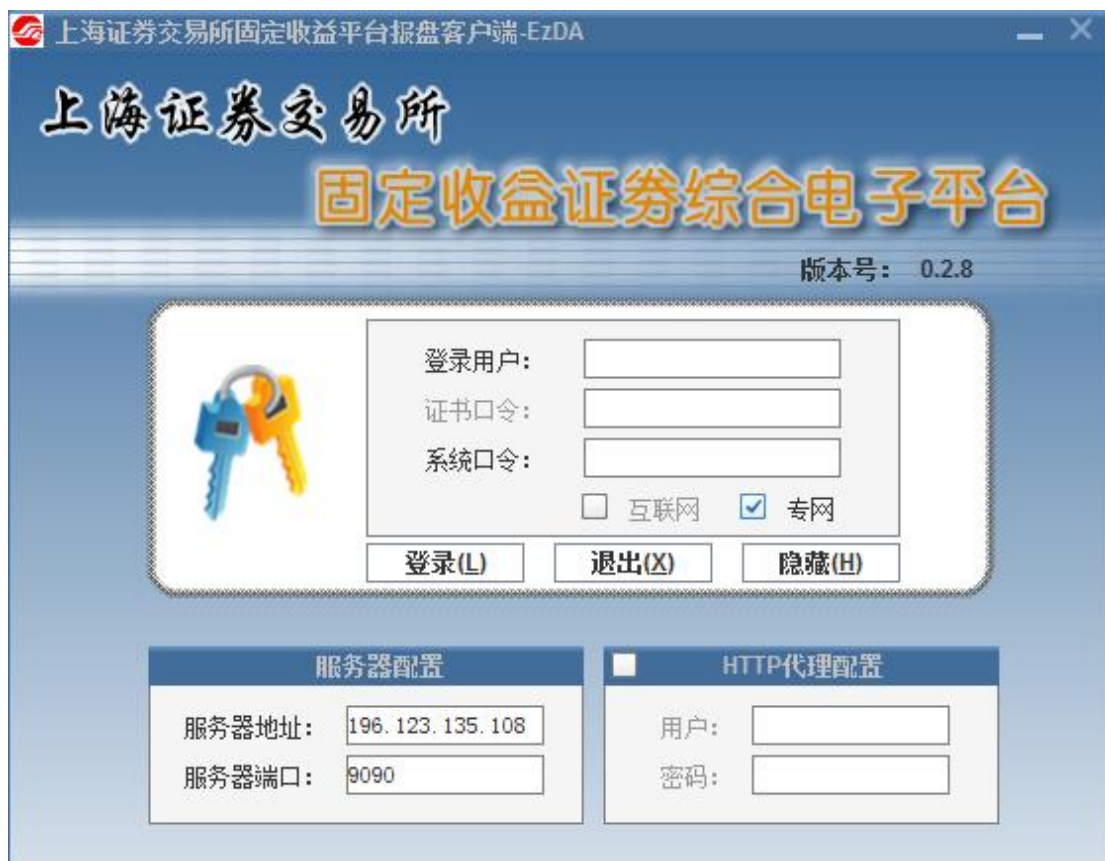 上海证券交易所固定收益平台报盘客户端-EzDA
上海证券交易所
固定收益证券综合电子平台
版本号： 0.2.8
登录用户：
证书口令：
系统口令：
互联网 专网
登录(L) 退出(X) 隐藏(H)
服务器配置
服务器地址： 196.123.135.108
服务器端口： 9090
HTTP代理配置
用户：
密码：